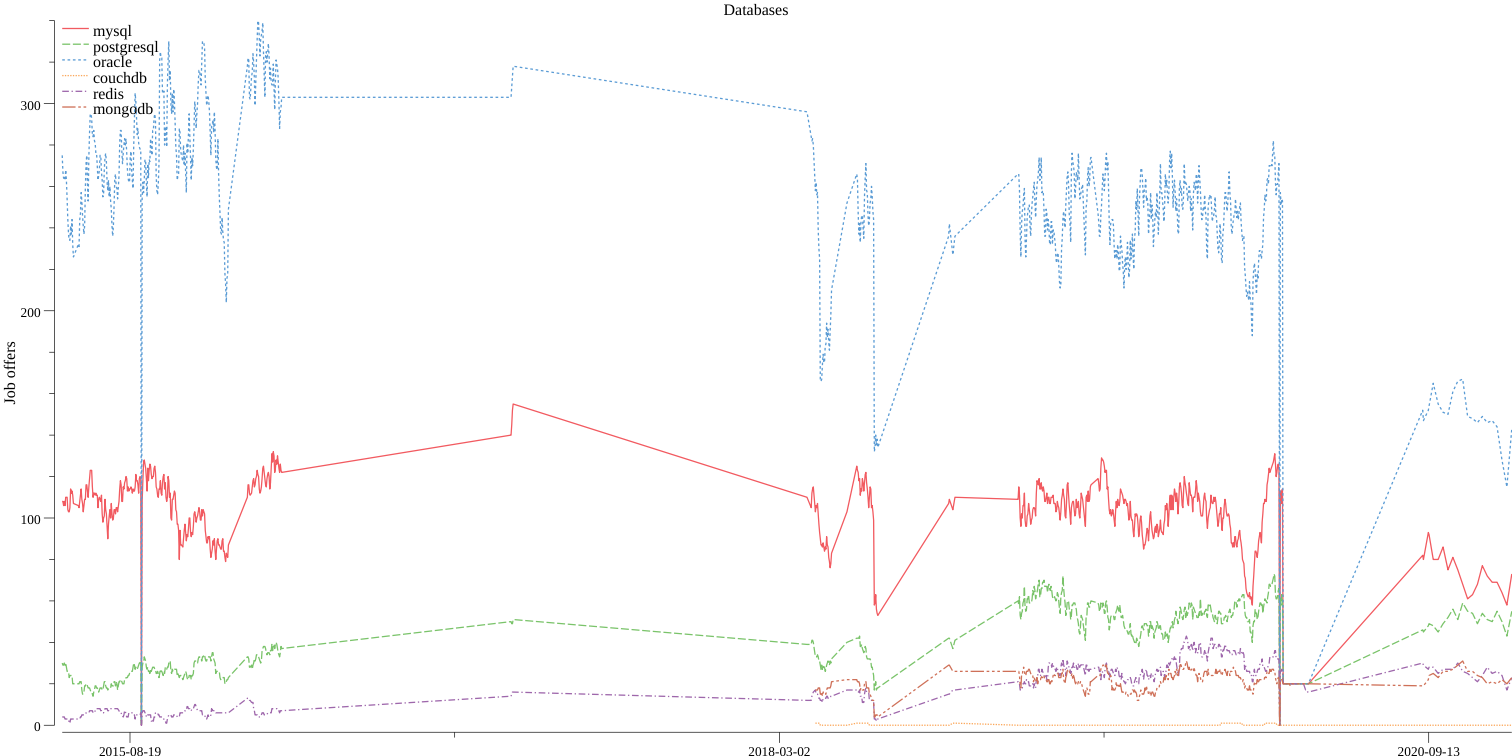 Databases
mysql
postgresql
oracle
couchdb
redis
mongodb
300
200
100
0
Job offers
2015-08-19
2018-03-02
2020-09-13